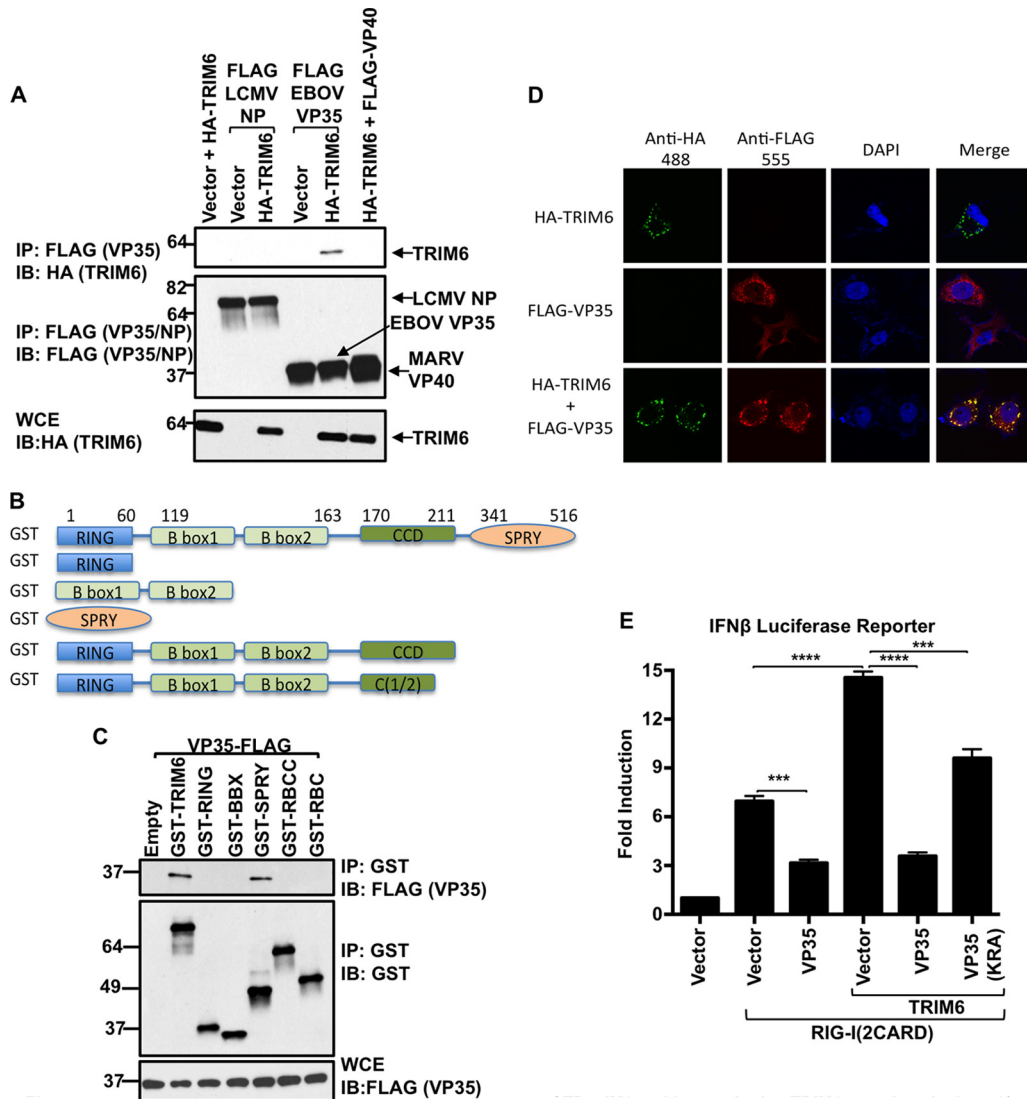 A
Vector + HA-TRIM6
FLAG
LCMV
NP
Vector
HA-TRIM6
FLAG
EBOV
VP35
Vector
HA-TRIM6
HA-TRIM6 + FLAG-VP40
IP: FLAG (VP35)
IB: HA (TRIM6)
64
TRIM6
IP: FLAG (VP35/NP)
IB: FLAG (VP35/NP)
82
64
37
LCMV NP
EBOV VP35
MARV
VP40
WCE
IB:HA (TRIM6)
64
TRIM6
B
1 60 119 163 170 211 341 516
GST RING B box1 B box2 CCD SPRY
GST RING
GST B box1 B box2
GST SPRY
GST RING B box1 B box2 CCD
GST RING B box1 B box2 C(1/2)
C
VP35-FLAG
Empty
GST-TRIM6
GST-RING
GST-BBX
GST-SPRY
GST-RBCC
GST-RBC
37
IP: GST
IB: FLAG (VP35)
64
49
37
IP: GST
IB: GST
37
WCE
IB:FLAG (VP35)
D
Anti-HA
488
Anti-FLAG
555
DAPI
Merge
HA-TRIM6
FLAG-VP35
HA-TRIM6
+
FLAG-VP35
E
IFNβ Luciferase Reporter
Fold Induction
15
12
9
6
3
0
***
****
****
***
Vector
Vector
VP35
Vector
VP35
VP35
(KRA)
TRIM6
RIG-I(2CARD)